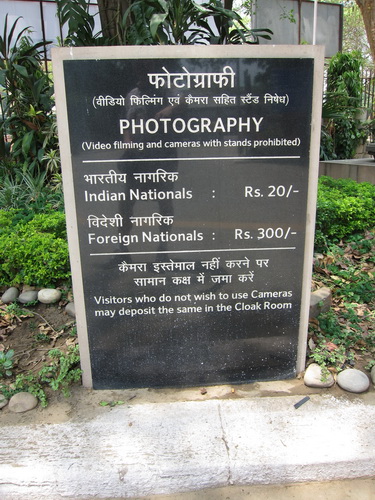 फोटोग्राफी
(वीडियो फिल्मिंग एवं कैमरा सहित स्टैंड निषेध)
PHOTOGRAPHY
(Video filming and cameras with stands prohibited)
भारतीय नागरिक
Indian Nationals : Rs. 20/-
विदेशी नागरिक
Foreign Nationals : Rs. 300/-
कैमरा इस्तेमाल नहीं करने पर
सामान कक्ष में जमा करें
Visitors who do not wish to use Cameras
may deposit the same in the Cloak Room